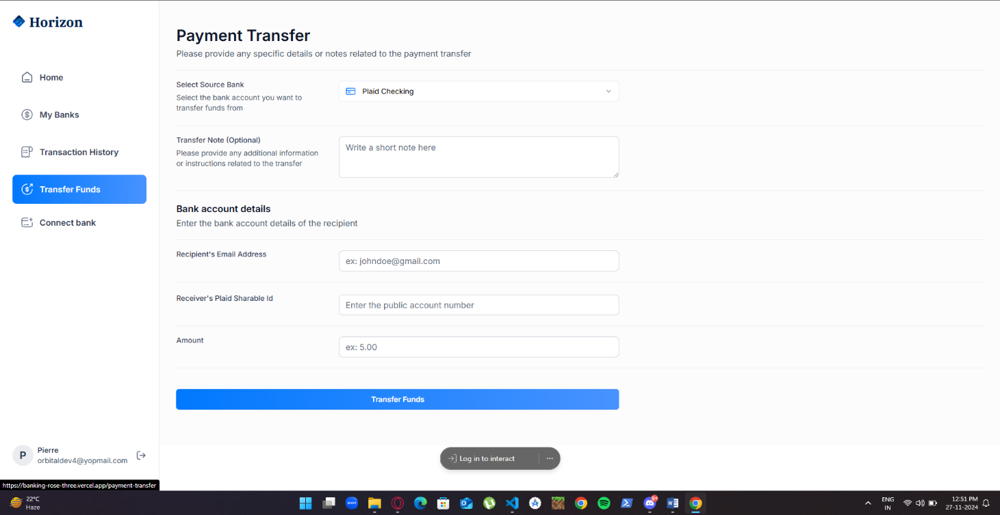 Horizon
Home
My Banks
Transaction History
Transfer Funds
Connect bank
P
Pierre
orbitaldev4@yopmail.com
Payment Transfer
Please provide any specific details or notes related to the payment transfer
Select Source Bank
Select the bank account you want to
transfer funds from
Plaid Checking
Transfer Note (Optional)
Please provide any additional information
or instructions related to the transfer
Write a short note here
Bank account details
Enter the bank account details of the recipient
Recipient's Email Address
ex: johndoe@gmail.com
Receiver's Plaid Sharable Id
Enter the public account number
Amount
ex: 5.00
Transfer Funds
Log in to interact
https://banking-rose-three.vercel.app/payment-transfer
22°C
Haze
zoom
9+
W
ENG
IN
12:51 PM
27-11-2024